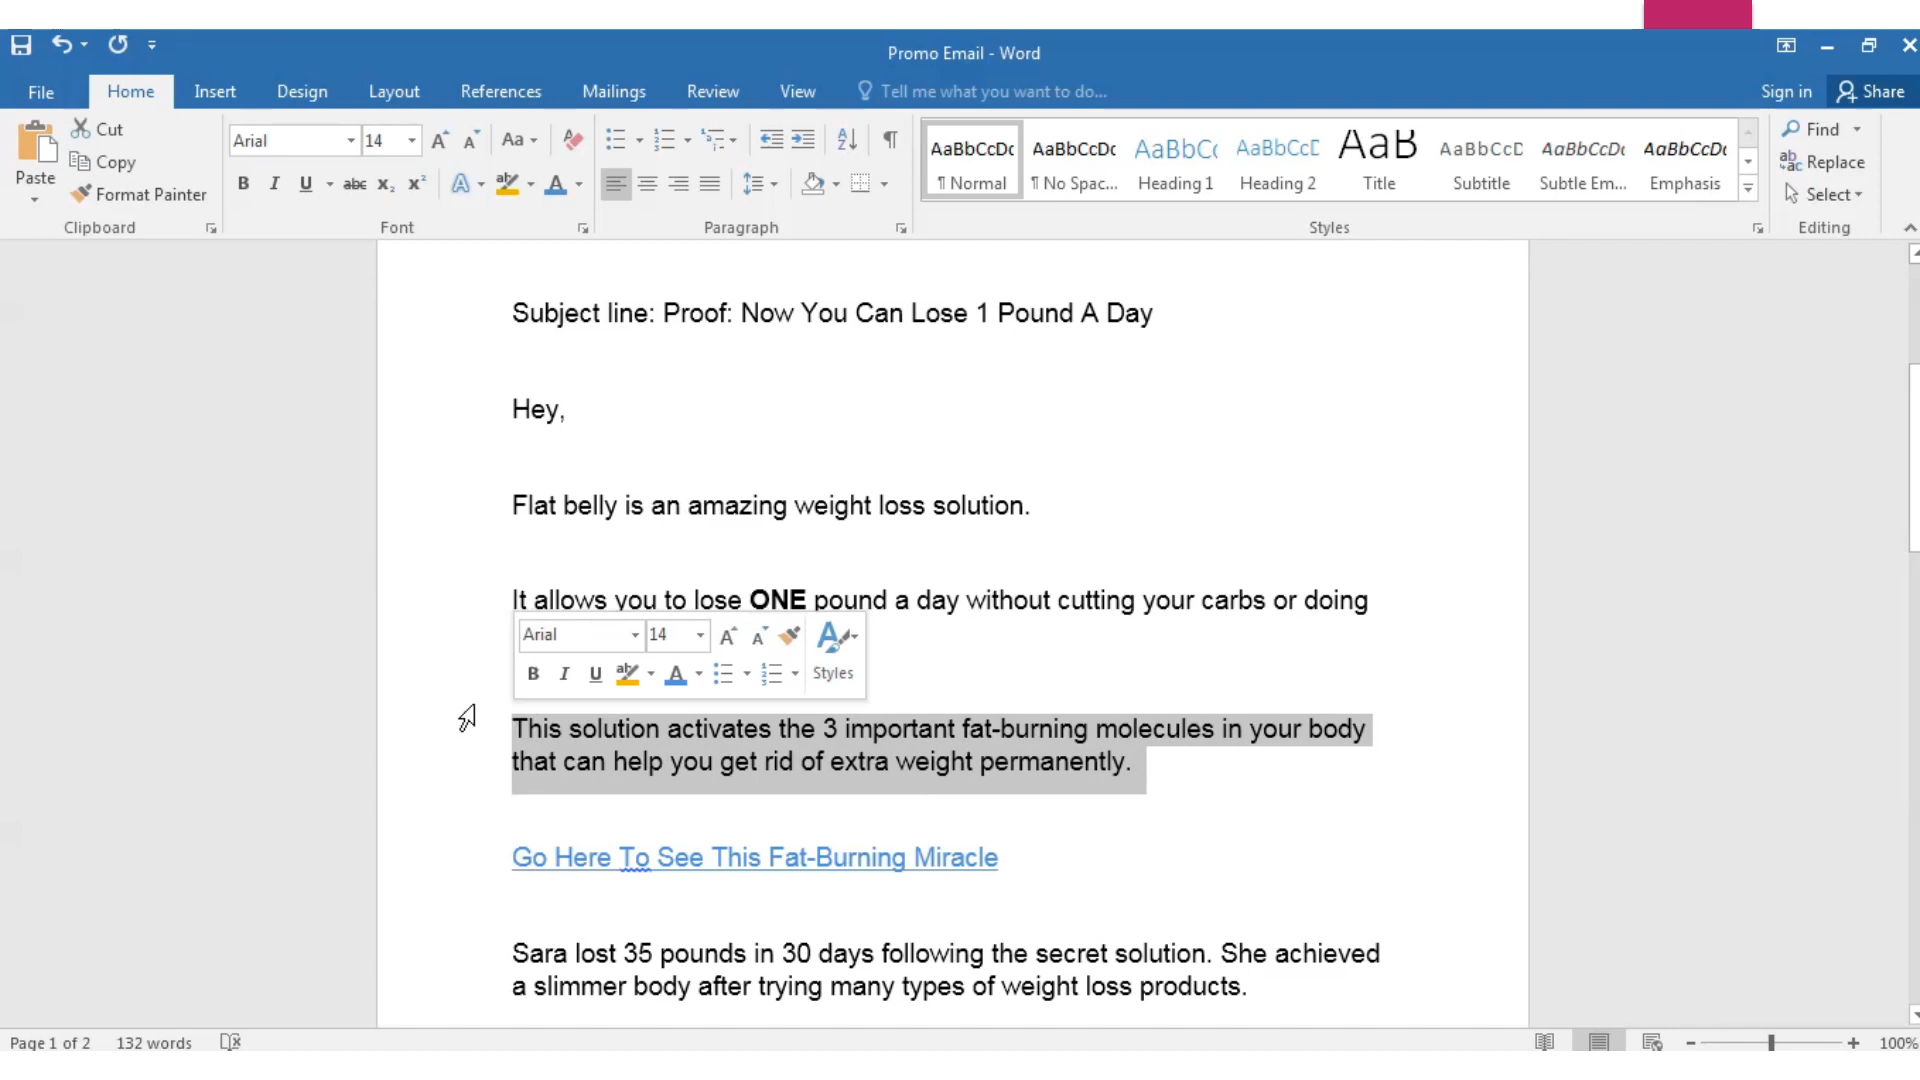 Promo Email - Word
File Home Insert Design Layout References Mailings Review View Tell me what you want to do... Sign in Share
Paste
Cut
Copy
Format Painter
Clipboard
Arial 14 Aa
B I U abc x₂ x² A ab A
Font
Paragraph
AaBbCcDc AaBbCcDc AaBbC( AaBbCcE AaB AaBbCcD AaBbCcDc AaBbCcDc
¶ Normal ¶ No Spac... Heading 1 Heading 2 Title Subtitle Subtle Em... Emphasis
Styles
Find
Replace
Select
Editing
Subject line: Proof: Now You Can Lose 1 Pound A Day
Hey,
Flat belly is an amazing weight loss solution.
It allows you to lose ONE pound a day without cutting your carbs or doing
Arial 14 A A
B I U ab A Styles
This solution activates the 3 important fat-burning molecules in your body
that can help you get rid of extra weight permanently.
Go Here To See This Fat-Burning Miracle
Sara lost 35 pounds in 30 days following the secret solution. She achieved
a slimmer body after trying many types of weight loss products.
Page 1 of 2 132 words 100%